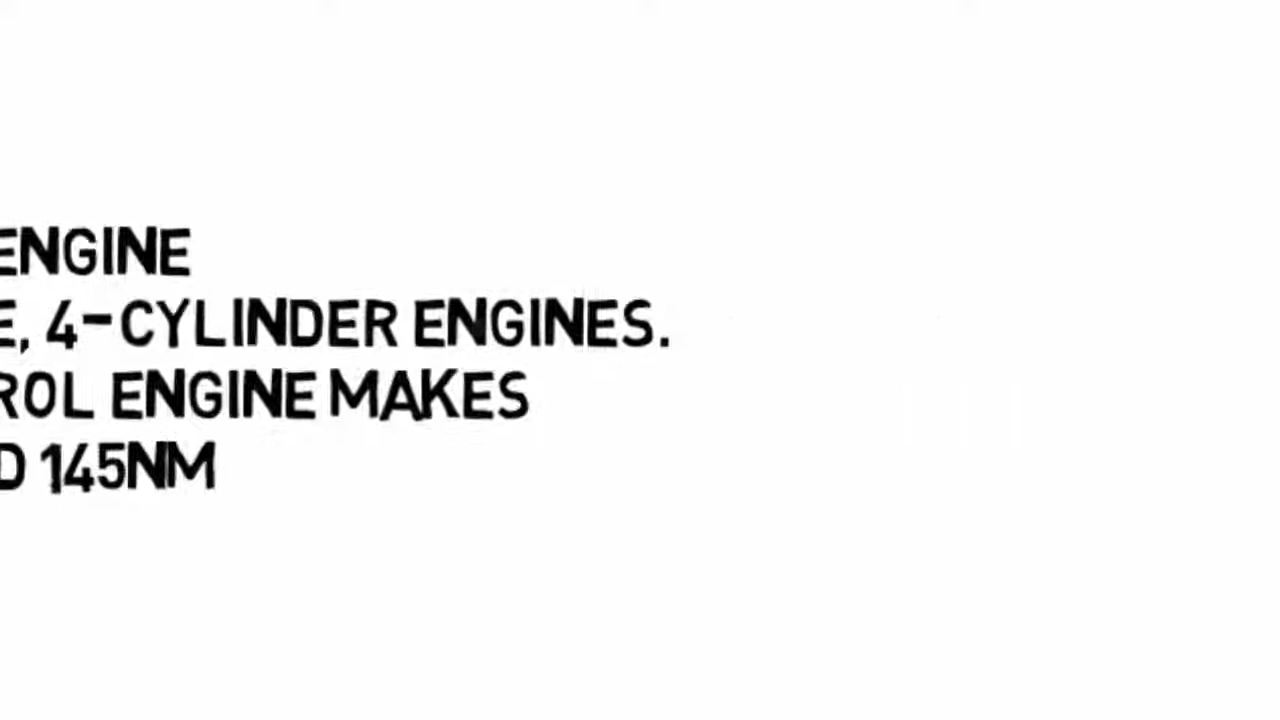 ENGINE
E, 4-CYLINDER ENGINES.
ROL ENGINE MAKES
D 145NM